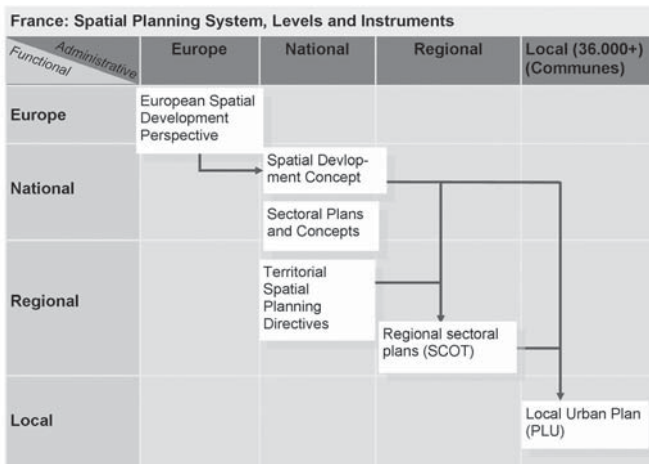 France: Spatial Planning System, Levels and Instruments
Administrative
Functional
Europe
National
Regional
Local (36.000+)
(Communes)
Europe
European Spatial
Development
Perspective
National
Spatial Devlop-
ment Concept
Sectoral Plans
and Concepts
Regional
Territorial
Spatial
Planning
Directives
Regional sectoral
plans (SCOT)
Local
Local Urban Plan
(PLU)